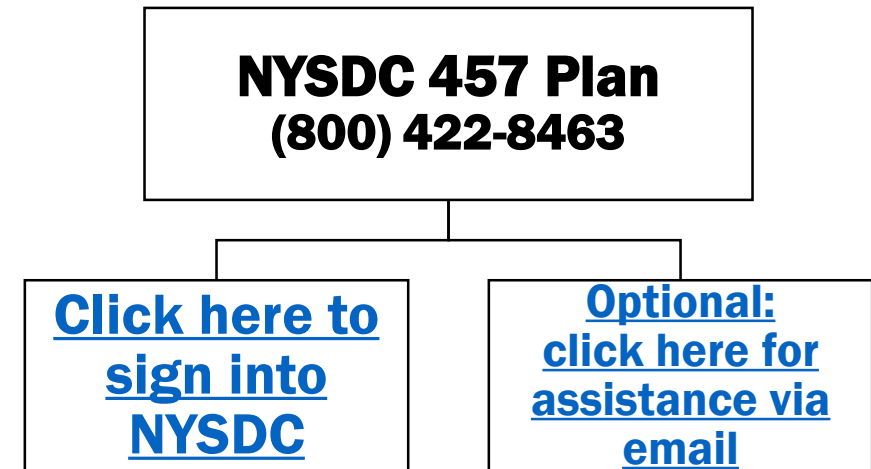 NYSDC 457 Plan
(800) 422-8463
Click here to
sign into
NYSDC
Optional:
click here for
assistance via
email